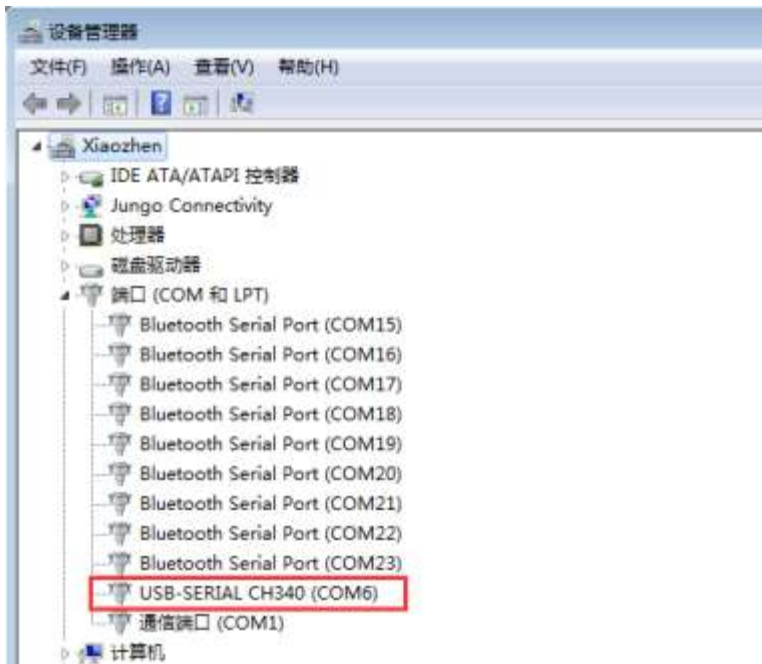 设备管理器
文件(F) 操作(A) 查看(V) 帮助(H)
Xiaozhen
IDE ATA/ATAPI 控制器
Jungo Connectivity
处理器
磁盘驱动器
端口 (COM 和 LPT)
Bluetooth Serial Port (COM15)
Bluetooth Serial Port (COM16)
Bluetooth Serial Port (COM17)
Bluetooth Serial Port (COM18)
Bluetooth Serial Port (COM19)
Bluetooth Serial Port (COM20)
Bluetooth Serial Port (COM21)
Bluetooth Serial Port (COM22)
Bluetooth Serial Port (COM23)
USB-SERIAL CH340 (COM6)
通信端口 (COM1)
计算机